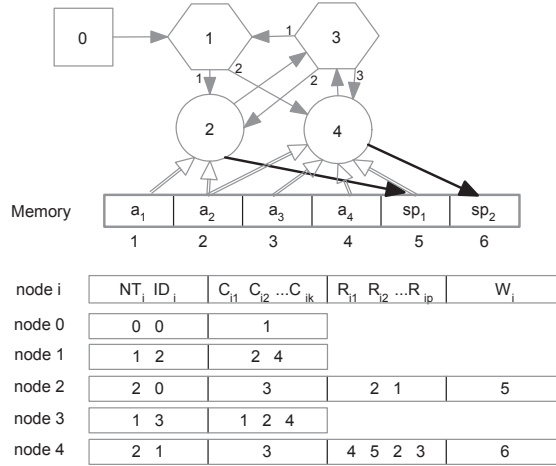 0 1 3
1
1 2 2 3
2 4
Memory a1 a2 a3 a4 sp1 sp2
1 2 3 4 5 6
node i NTi IDi Ci1 Ci2 ...Cik Ri1 Ri2 ...Rip Wi
node 0 0 0 1
node 1 1 2 2 4
node 2 2 0 3 2 1 5
node 3 1 3 1 2 4
node 4 2 1 3 4 5 2 3 6